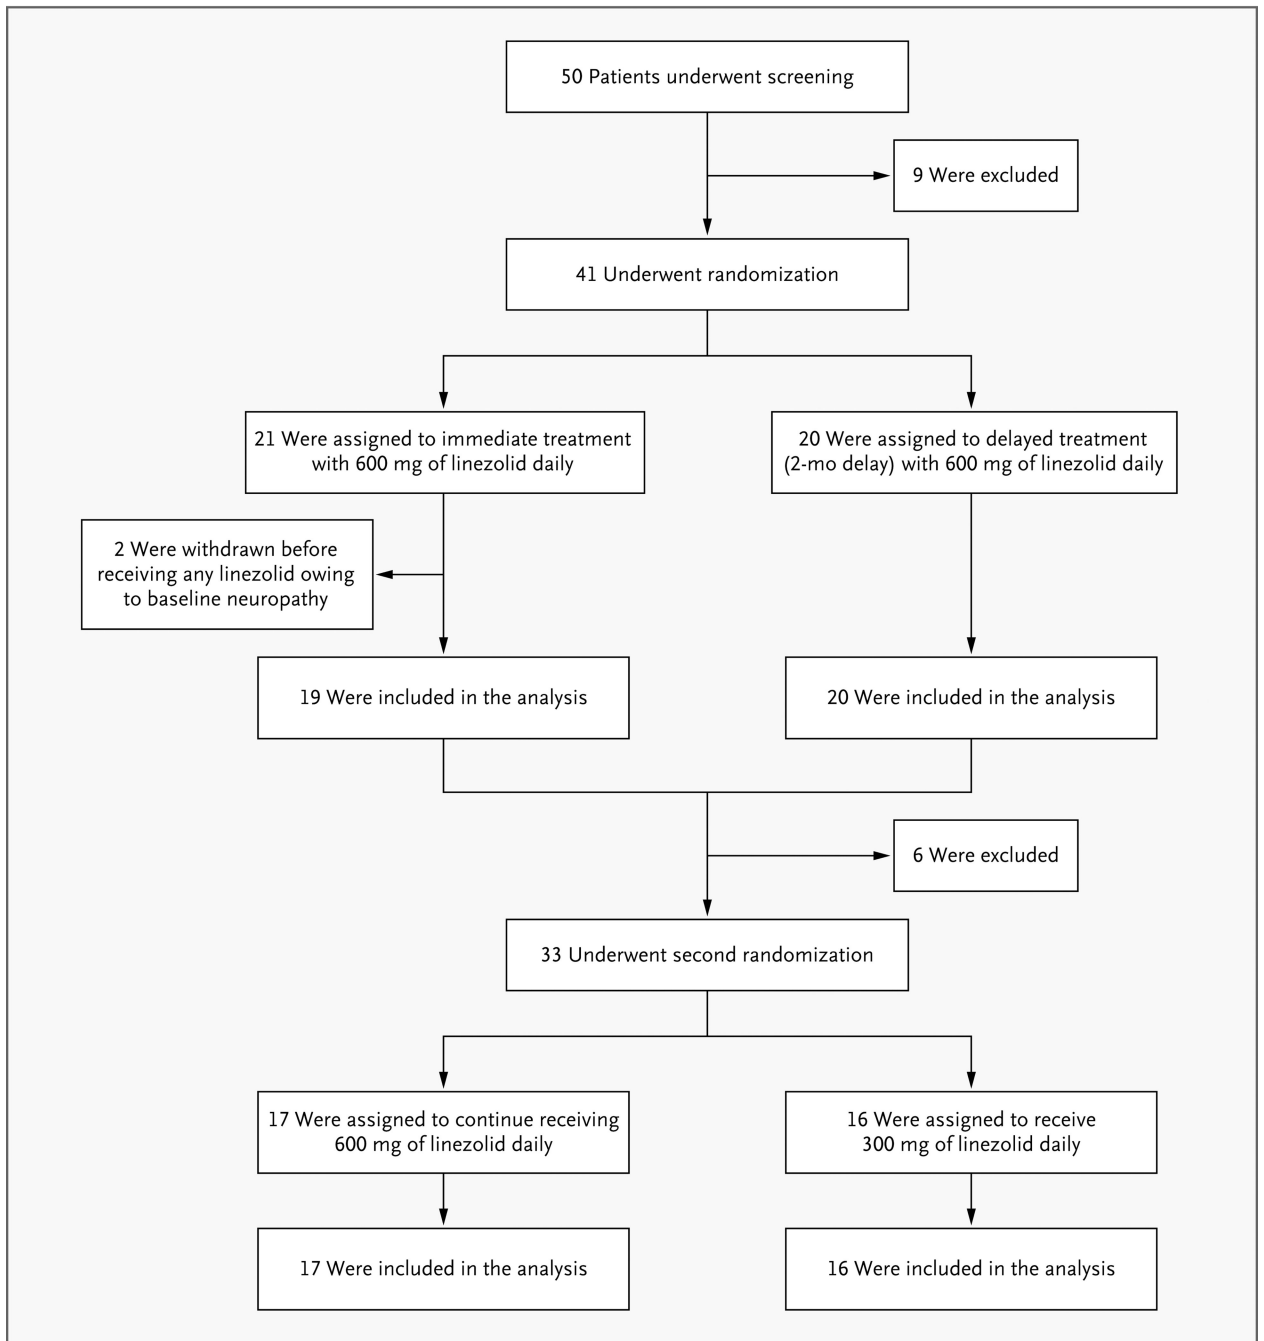 50 Patients underwent screening
9 Were excluded
41 Underwent randomization
21 Were assigned to immediate treatment
with 600 mg of linezolid daily
20 Were assigned to delayed treatment
(2-mo delay) with 600 mg of linezolid daily
2 Were withdrawn before
receiving any linezolid owing
to baseline neuropathy
19 Were included in the analysis
20 Were included in the analysis
6 Were excluded
33 Underwent second randomization
17 Were assigned to continue receiving
600 mg of linezolid daily
16 Were assigned to receive
300 mg of linezolid daily
17 Were included in the analysis
16 Were included in the analysis